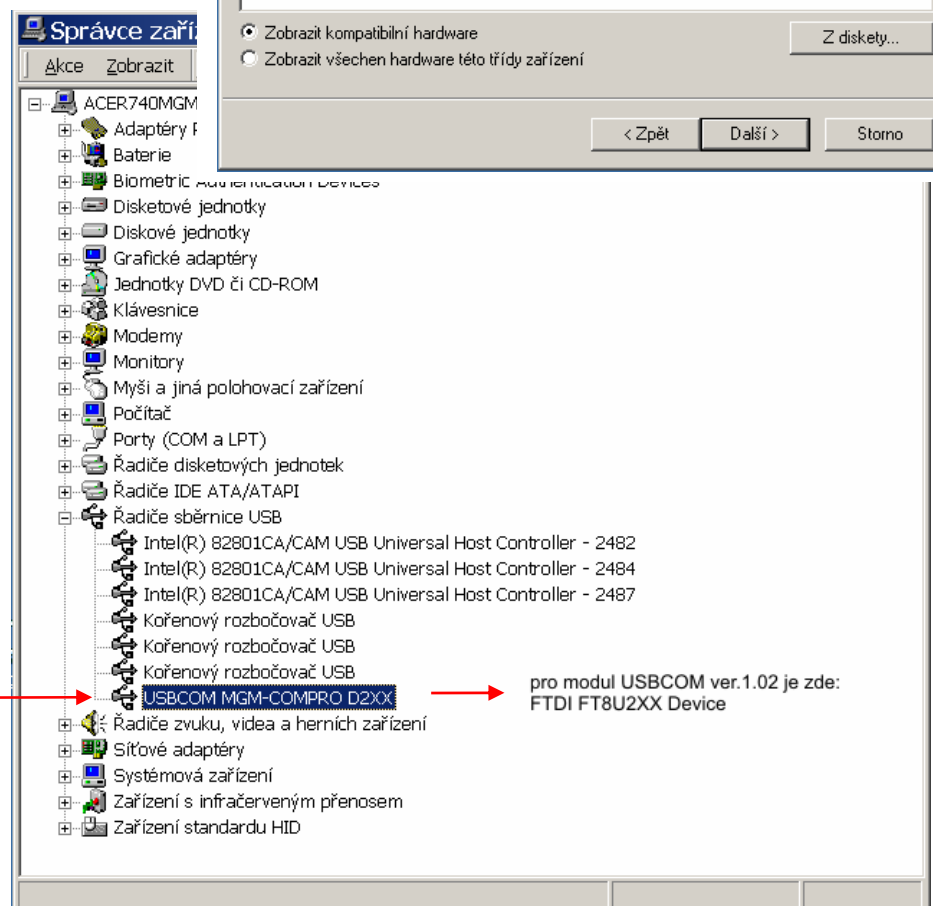 Správce zaří
Akce Zobrazit
Zobrazit kompatibilní hardware
Z diskety...
Zobrazit všechen hardware této třídy zařízení
< Zpět
Další >
Storno
ACER740MGM
Adaptéry
Baterie
Biometric Authentication Devices
Disketové jednotky
Diskové jednotky
Grafické adaptéry
Jednotky DVD či CD-ROM
Klávesnice
Modemy
Monitory
Myši a jiná polohovací zařízení
Počítač
Porty (COM a LPT)
Řadiče disketových jednotek
Řadiče IDE ATA/ATAPI
Řadiče sběrnice USB
Intel(R) 82801CA/CAM USB Universal Host Controller - 2482
Intel(R) 82801CA/CAM USB Universal Host Controller - 2484
Intel(R) 82801CA/CAM USB Universal Host Controller - 2487
Kořenový rozbočovač USB
Kořenový rozbočovač USB
Kořenový rozbočovač USB
USBCOM MGM-COMPRO D2XX
pro modul USBCOM ver.1.02 je zde:
FTDI FT8U2XX Device
Řadiče zvuku, videa a herních zařízení
Síťové adaptéry
Systémová zařízení
Zařízení s infračerveným přenosem
Zařízení standardu HID